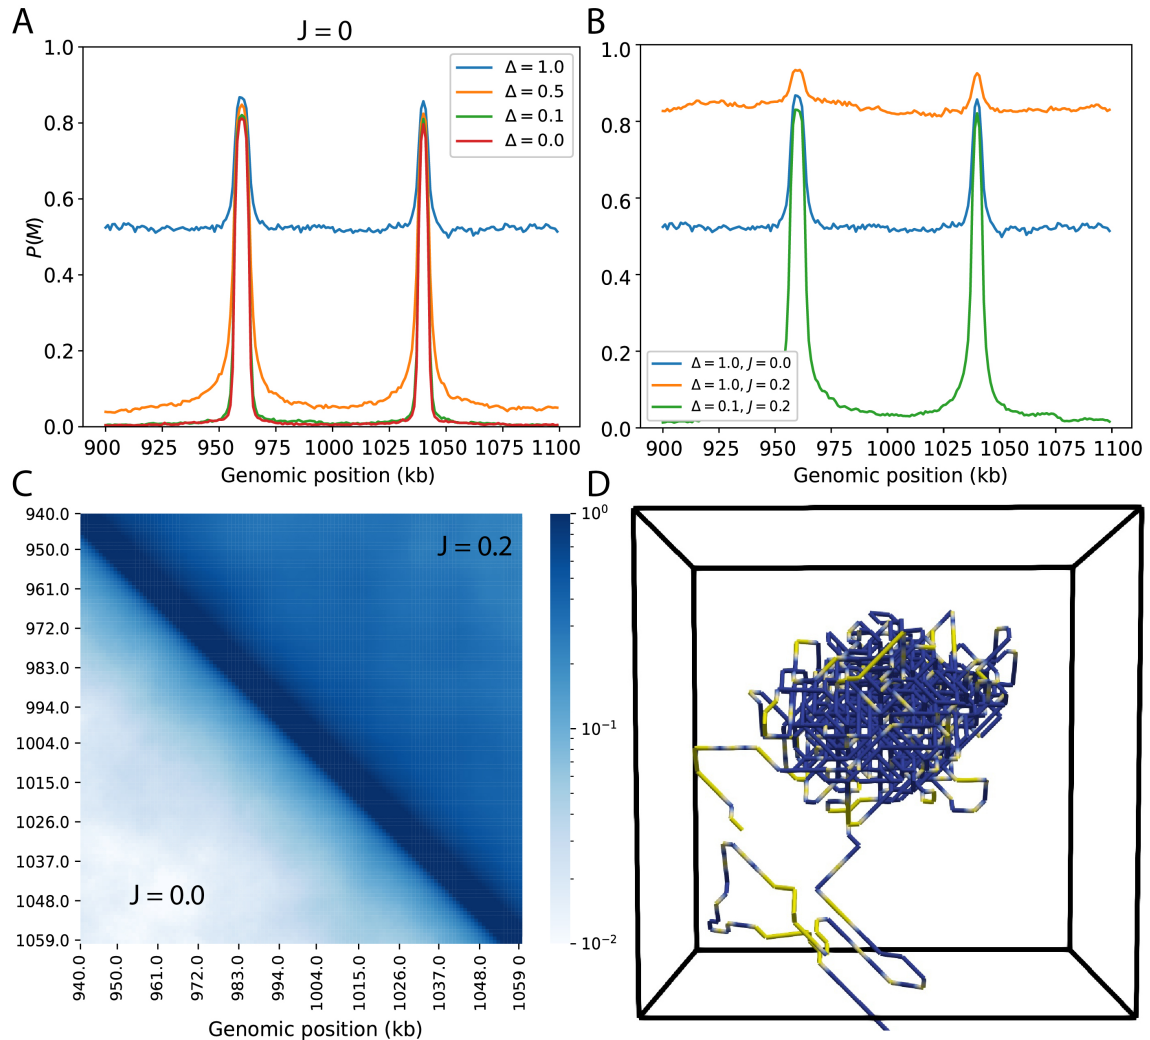 A
J = 0
1.0
0.8
0.6
0.4
0.2
0.0
P(M)
Δ = 1.0
Δ = 0.5
Δ = 0.1
Δ = 0.0
900 925 950 975 1000 1025 1050 1075 1100
Genomic position (kb)
B
1.0
0.8
0.6
0.4
0.2
0.0
Δ = 1.0, J = 0.0
Δ = 1.0, J = 0.2
Δ = 0.1, J = 0.2
900 925 950 975 1000 1025 1050 1075 1100
Genomic position (kb)
C
940.0
950.0
961.0
972.0
983.0
994.0
1004.0
1015.0
1026.0
1037.0
1048.0
1059.0
J = 0.2
J = 0.0
940.0 950.0 961.0 972.0 983.0 994.0 1004.0 1015.0 1026.0 1037.0 1048.0 1059.0
Genomic position (kb)
10⁰
10⁻¹
10⁻²
D